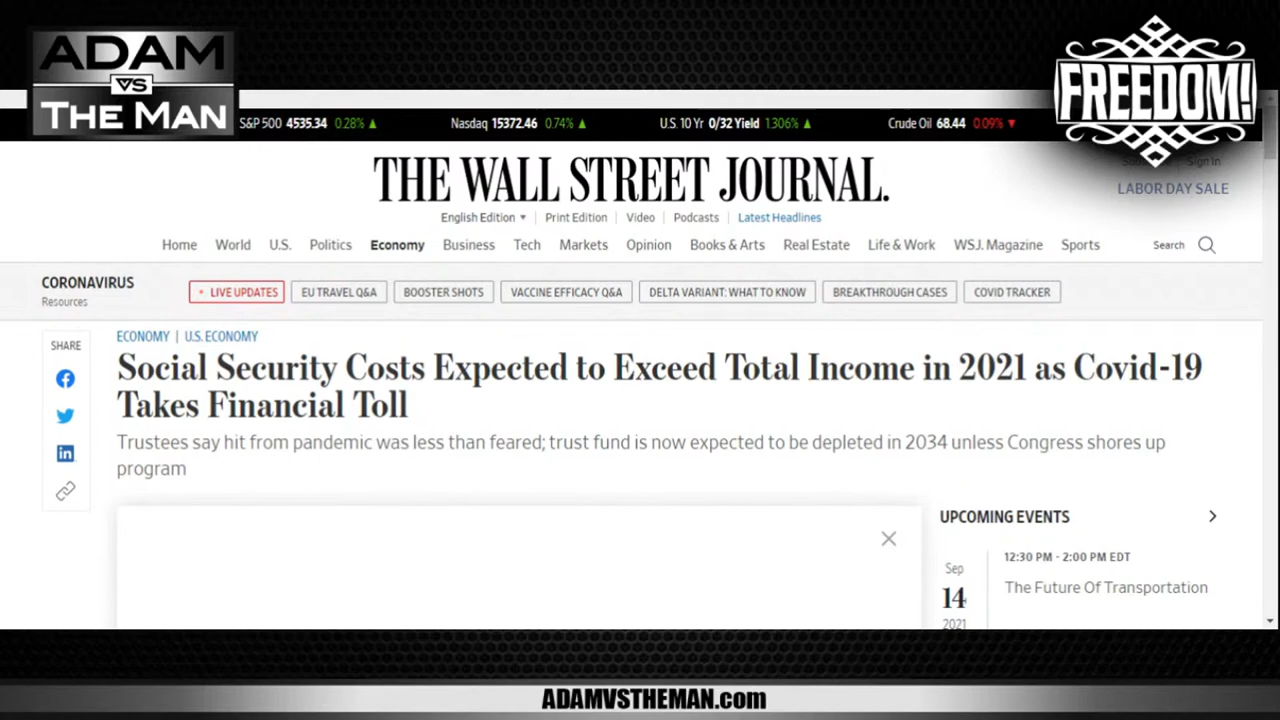 ADAM
VS
THE MAN
FREEDOM!
S&P 500 4535.34 0.28% ▲ Nasdaq 15372.46 0.74% ▲ U.S. 10 Yr 0/32 Yield 1.306% ▲ Crude Oil 68.44 0.09% ▼
THE WALL STREET JOURNAL.
Sign In
LABOR DAY SALE
English Edition ▼ Print Edition Video Podcasts Latest Headlines
Home World U.S. Politics Economy Business Tech Markets Opinion Books & Arts Real Estate Life & Work WSJ. Magazine Sports Search
CORONAVIRUS
Resources
LIVE UPDATES EU TRAVEL Q&A BOOSTER SHOTS VACCINE EFFICACY Q&A DELTA VARIANT: WHAT TO KNOW BREAKTHROUGH CASES COVID TRACKER
SHARE
ECONOMY | U.S. ECONOMY
Social Security Costs Expected to Exceed Total Income in 2021 as Covid-19
Takes Financial Toll
Trustees say hit from pandemic was less than feared; trust fund is now expected to be depleted in 2034 unless Congress shores up
program
UPCOMING EVENTS
Sep
14
2021
12:30 PM - 2:00 PM EDT
The Future Of Transportation
ADAMVSTHEMAN.com